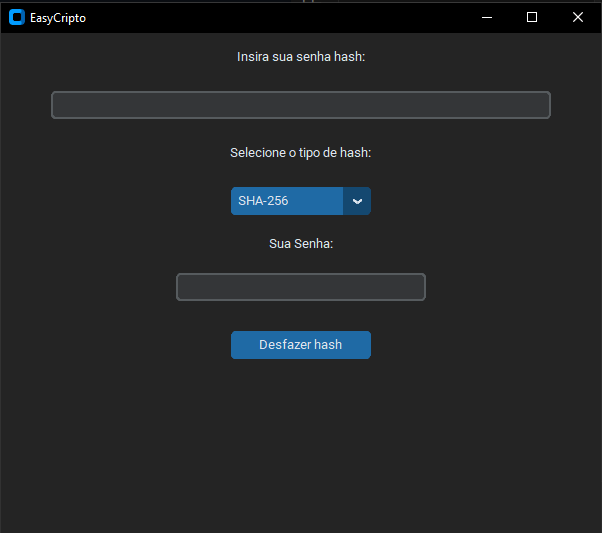 EasyCripto
Insira sua senha hash:
Selecione o tipo de hash:
SHA-256
Sua Senha:
Desfazer hash